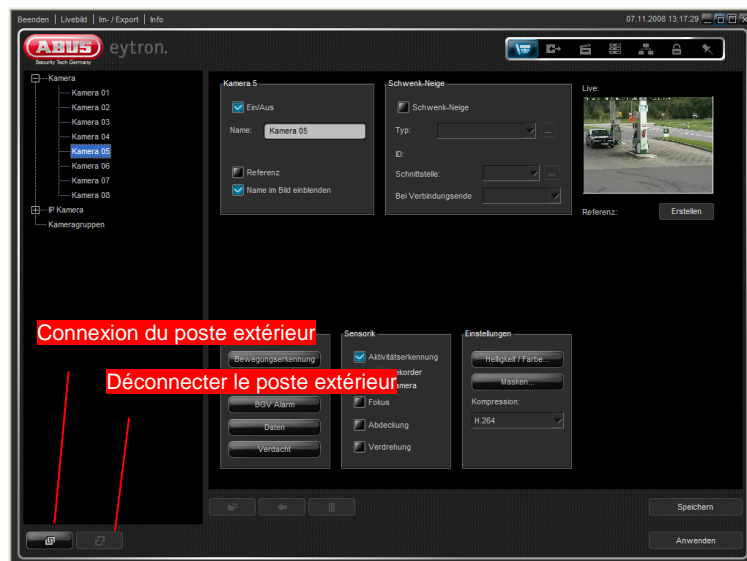 Beenden | Livebild | Im- / Export | Info
07.11.2008 13:17:29
ABUS
Security Tech Germany
eytron.
Kamera
Kamera 01
Kamera 02
Kamera 03
Kamera 04
Kamera 05
Kamera 06
Kamera 07
Kamera 08
IP Kamera
Kameragruppen
Kamera 5
Ein/Aus
Name: Kamera 05
Referenz
Name im Bild einblenden
Schwenk-Neige
Schwenk-Neige
Typ: ...
ID:
Schnittstelle: ...
Bei Verbindungsende
Live:
Referenz: Erstellen
Connexion du poste extérieur
Déconnecter le poste extérieur
Bewegungserkennung
BGV Alarm
Daten
Verdacht
Sensorik
Aktivitätserkennung
Fokus
Abdeckung
Verdrehung
Einstellungen
Helligkeit / Farbe...
Masken...
Kompression:
H.264
Speichern
Anwenden